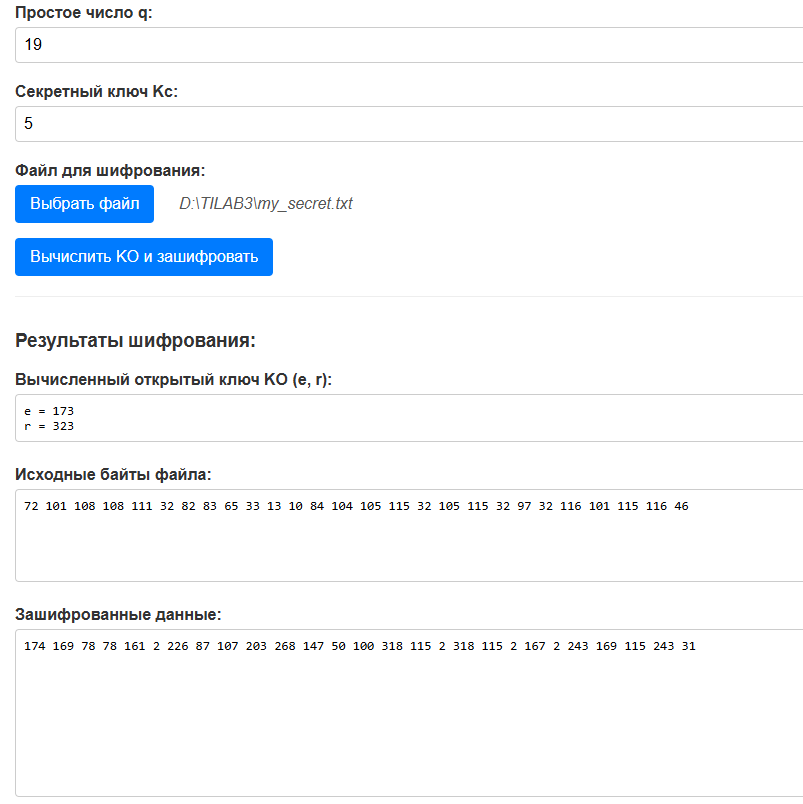 Простое число q:
19
Секретный ключ Кс:
5
Файл для шифрования:
Выбрать файл D:\TILAB3\my_secret.txt
Вычислить КО и зашифровать
Результаты шифрования:
Вычисленный открытый ключ КО (e, r):
e = 173
r = 323
Исходные байты файла:
72 101 108 108 111 32 82 83 65 33 13 10 84 104 105 115 32 105 115 32 97 32 116 101 115 116 46
Зашифрованные данные:
174 169 78 78 161 2 226 87 107 203 268 147 50 100 318 115 2 318 115 2 167 2 243 169 115 243 31